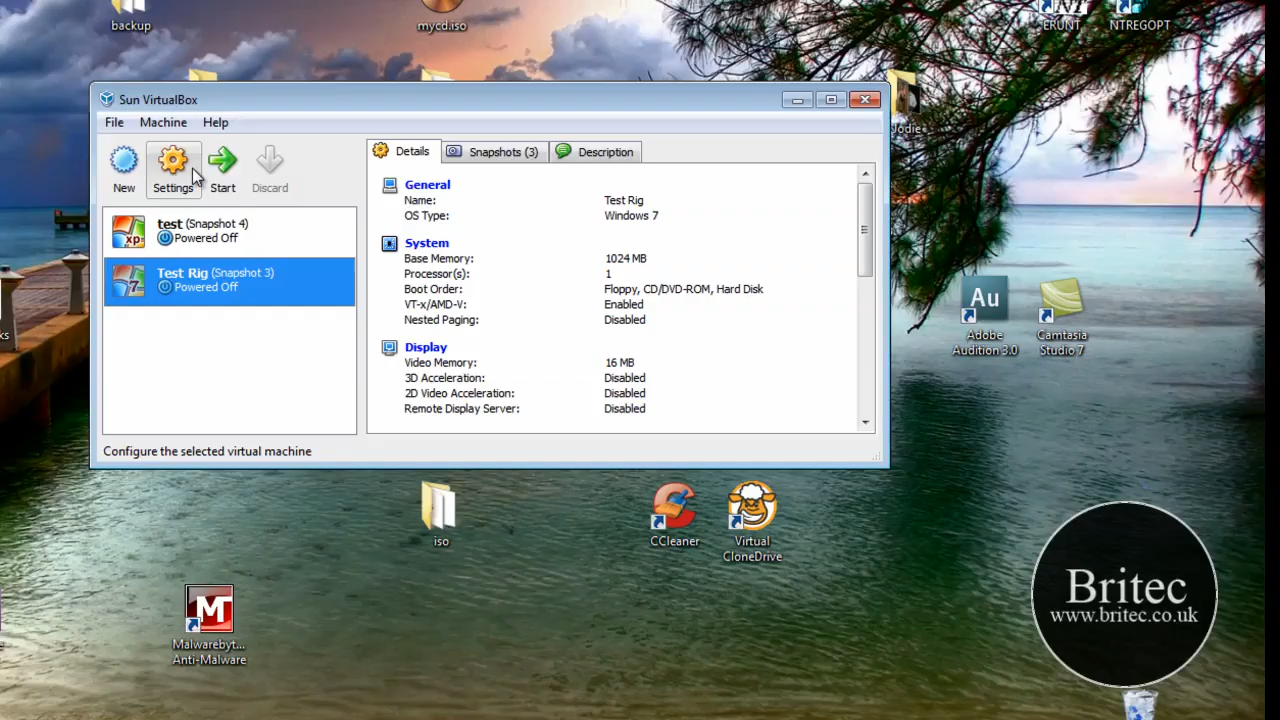 backup
mycd.iso
ERUNT
NTREGOPT
Sun VirtualBox
Jodie
File Machine Help
New
Settings
Start
Discard
Details
Snapshots (3)
Description
test (Snapshot 4)
Powered Off
Test Rig (Snapshot 3)
Powered Off
General
Name: Test Rig
OS Type: Windows 7
System
Base Memory: 1024 MB
Processor(s): 1
Boot Order: Floppy, CD/DVD-ROM, Hard Disk
VT-x/AMD-V: Enabled
Nested Paging: Disabled
Display
Video Memory: 16 MB
3D Acceleration: Disabled
2D Video Acceleration: Disabled
Remote Display Server: Disabled
Configure the selected virtual machine
Au
Adobe
Audition 3.0
Camtasia
Studio 7
iso
CCleaner
Virtual
CloneDrive
M
Malwarebyt...
Anti-Malware
Britec
www.britec.co.uk